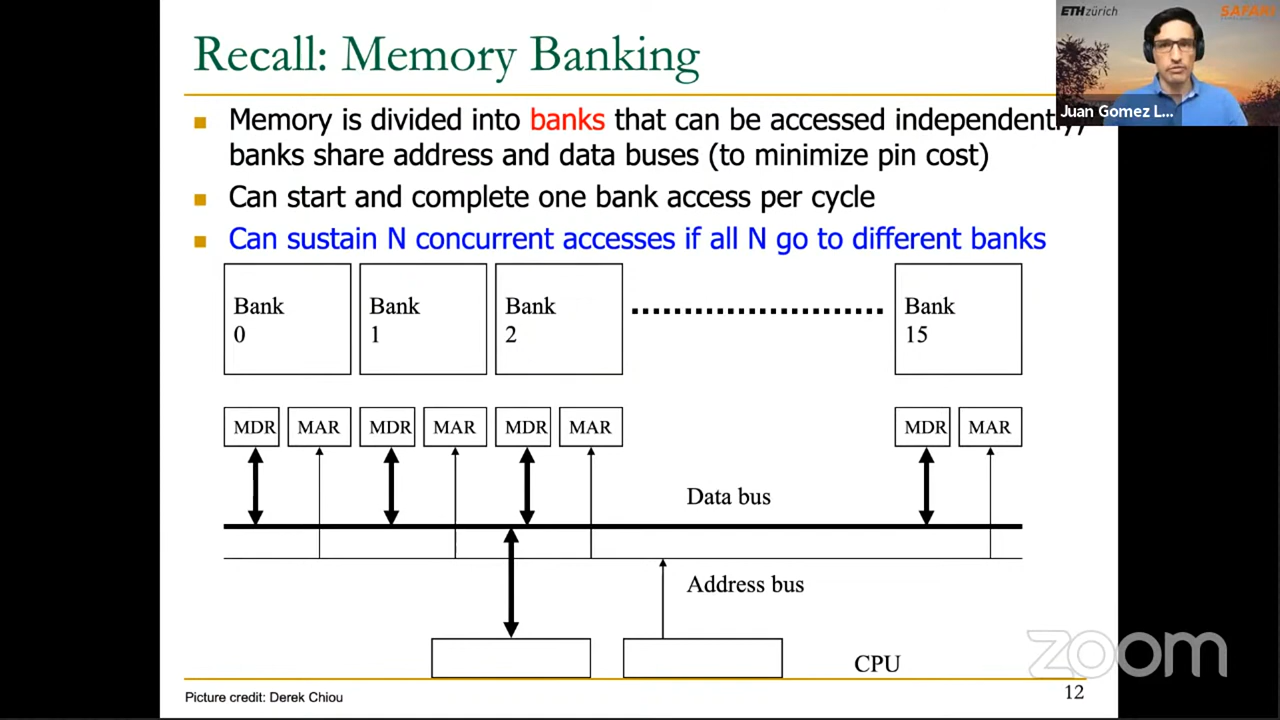 Recall: Memory Banking
ETH zürich
SAFARI
Juan Gomez L...
Memory is divided into banks that can be accessed independently;
banks share address and data buses (to minimize pin cost)
Can start and complete one bank access per cycle
Can sustain N concurrent accesses if all N go to different banks
Bank
0
Bank
1
Bank
2
Bank
15
MDR
MAR
MDR
MAR
MDR
MAR
MDR
MAR
Data bus
Address bus
CPU
zoom
Picture credit: Derek Chiou
12